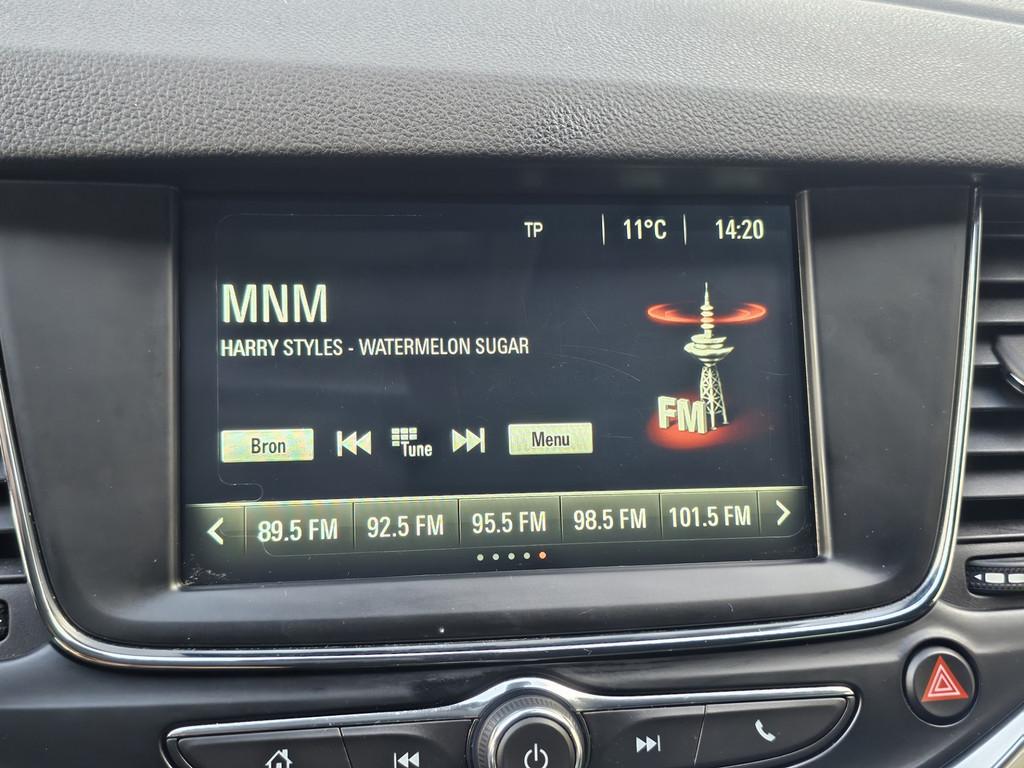 TP 11°C 14:20
MNM
HARRY STYLES - WATERMELON SUGAR
FM
Bron Tune Menu
89.5 FM 92.5 FM 95.5 FM 98.5 FM 101.5 FM